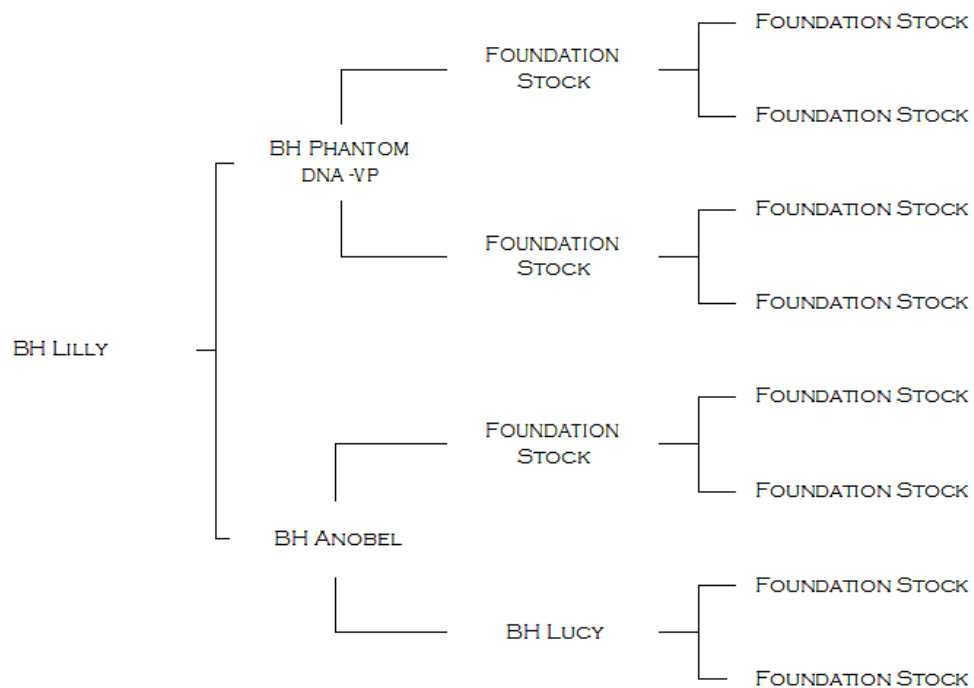 Foundation Stock
Foundation
Stock
Foundation Stock
BH Phantom
DNA -VP
Foundation Stock
Foundation
Stock
Foundation Stock
BH Lilly
Foundation Stock
Foundation
Stock
Foundation Stock
BH Anobel
Foundation Stock
BH Lucy
Foundation Stock